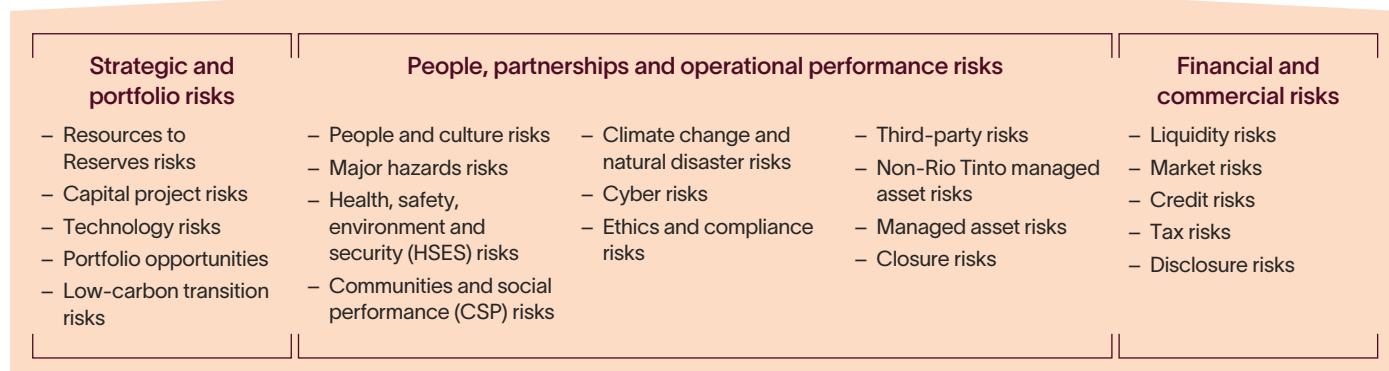 Strategic and
portfolio risks
– Resources to
Reserves risks
– Capital project risks
– Technology risks
– Portfolio opportunities
– Low-carbon transition
risks
People, partnerships and operational performance risks
– People and culture risks
– Major hazards risks
– Health, safety,
environment and
security (HSES) risks
– Communities and social
performance (CSP) risks
– Climate change and
natural disaster risks
– Cyber risks
– Ethics and compliance
risks
– Third-party risks
– Non-Rio Tinto managed
asset risks
– Managed asset risks
– Closure risks
Financial and
commercial risks
– Liquidity risks
– Market risks
– Credit risks
– Tax risks
– Disclosure risks